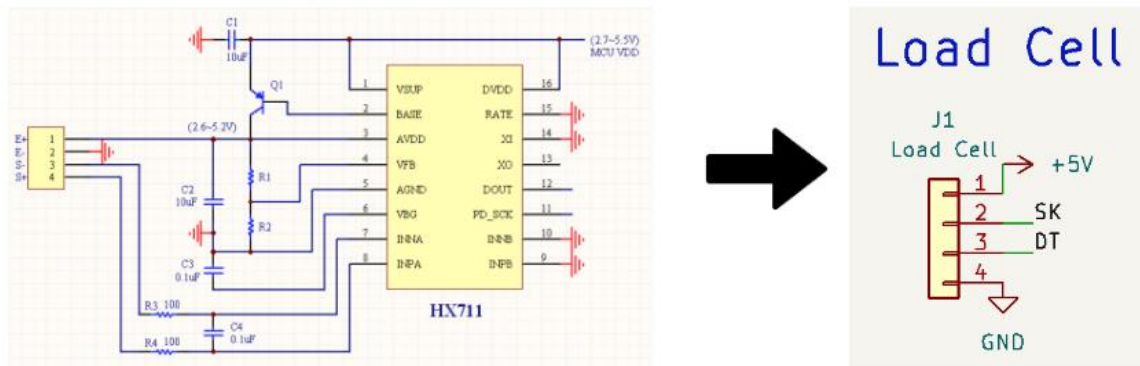 C1
10uF
(2.7~5.5V)
MCU VDD
Q1
(2.6~5.2V)
E+ 1
E- 2
S- 3
S+ 4
1 VSUP DVDD 16
2 BASE RATE 15
3 AVDD XI 14
4 VFB XO 13
5 AGND DOUT 12
6 VBG PD_SCK 11
7 INNA INNB 10
8 INPA INPB 9
HX711
R1
C2
10uF
R2
C3
0.1uF
R3 100
C4
0.1uF
R4 100
Load Cell
J1
Load Cell
1 +5V
2 SK
3 DT
4
GND